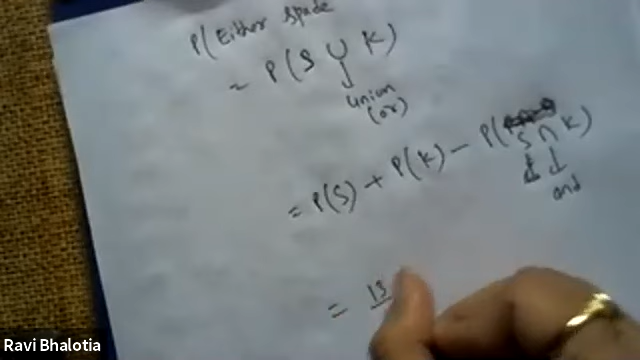 P(Either spade
= P(S ∪ K)
union
(or)
= P(S) + P(K) - P(S ∩ K)
and
= 13
Ravi Bhalotia